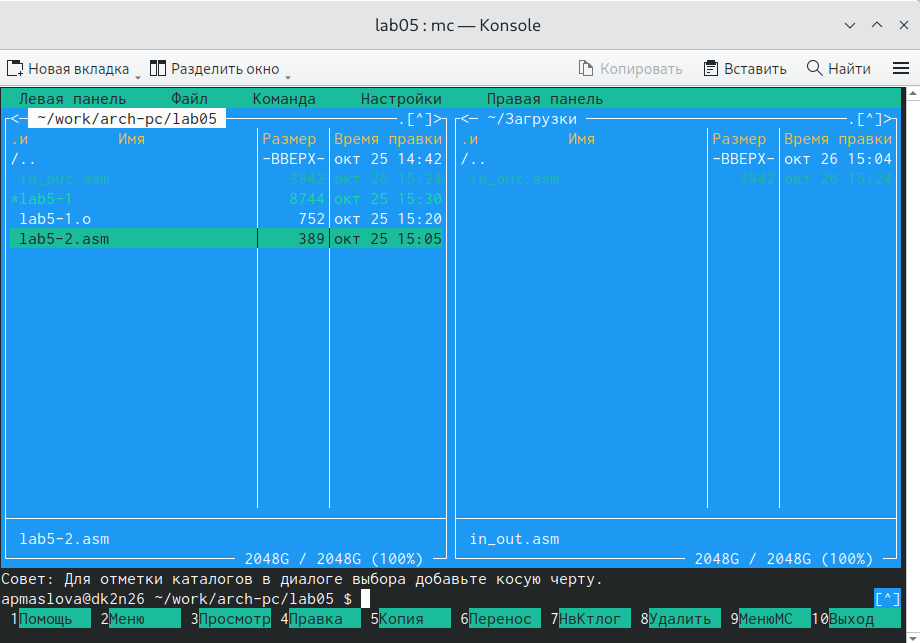 lab05 : mc — Konsole
Новая вкладка Разделить окно Копировать Вставить Найти
Левая панель Файл Команда Настройки Правая панель
<— ~/work/arch-pc/lab05 .[^]> <— ~/Загрузки .[^]>
.и Имя Размер Время правки .и Имя Размер Время правки
/.. -ВВЕРХ- окт 25 14:42 /.. -ВВЕРХ- окт 26 15:04
in_out.asm 3942 окт 26 15:24 in_out.asm 3942 окт 26 15:24
*lab5-1 8744 окт 25 15:30
lab5-1.o 752 окт 25 15:20
lab5-2.asm 389 окт 25 15:05
lab5-2.asm in_out.asm
2048G / 2048G (100%) 2048G / 2048G (100%)
Совет: Для отметки каталогов в диалоге выбора добавьте косую черту.
apmaslova@dk2n26 ~/work/arch-pc/lab05 $ [^]
1Помощь 2Меню 3Просмотр 4Правка 5Копия 6Перенос 7НвКтлог 8Удалить 9МенюMC 10Выход